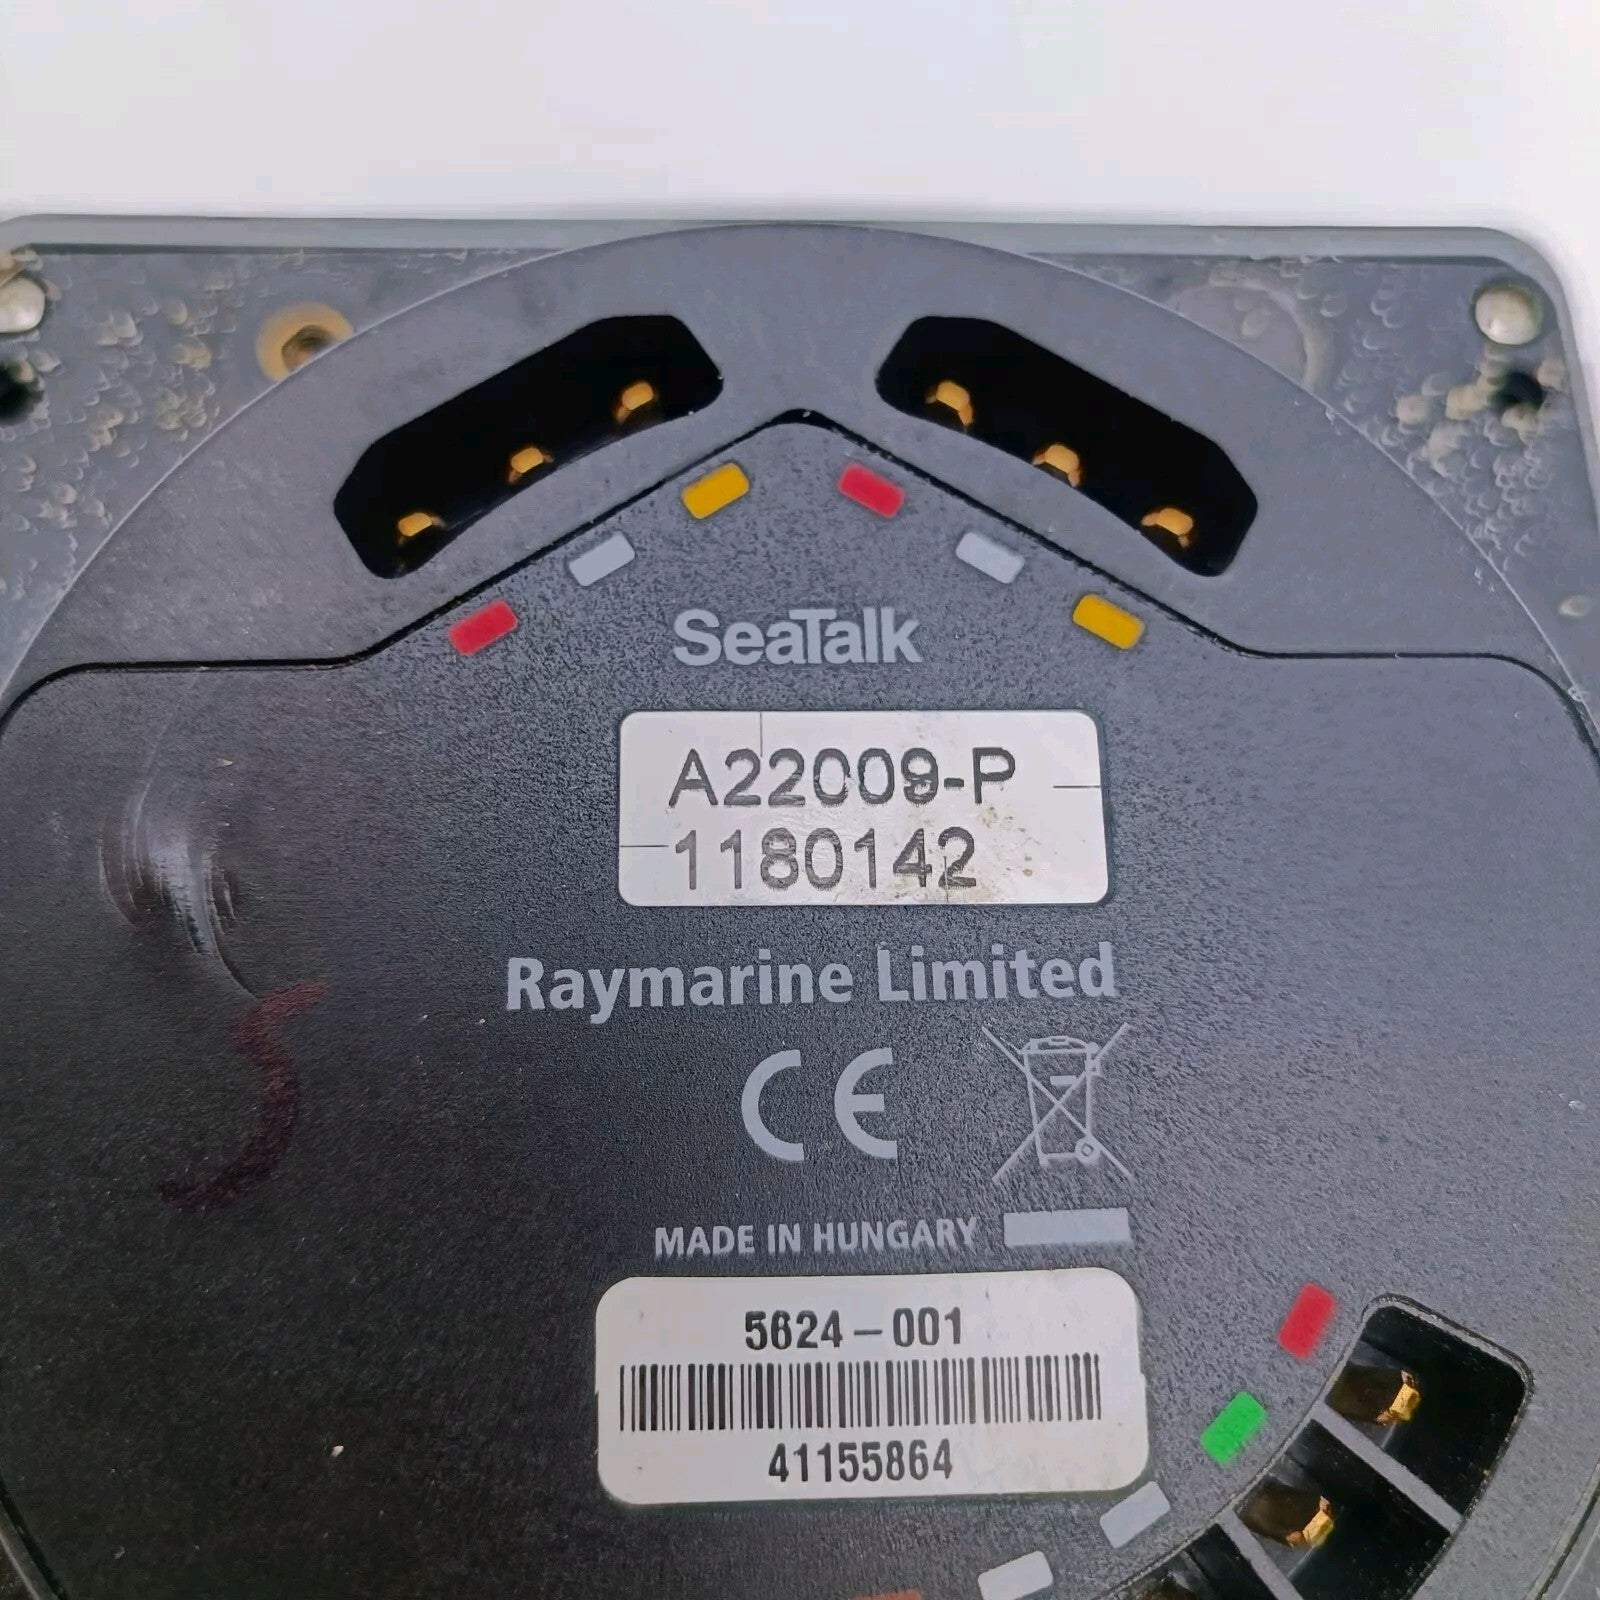 SeaTalk
A22009-P
1180142
Raymarine Limited
CE
MADE IN HUNGARY
5624-001
41155864